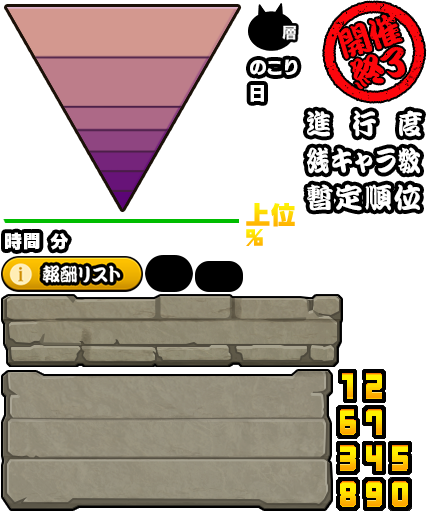 層
のこり
日
開催
終了
進行度
残キャラ数
暫定順位
上位
%
時間 分
i 報酬リスト
12
67
345
890